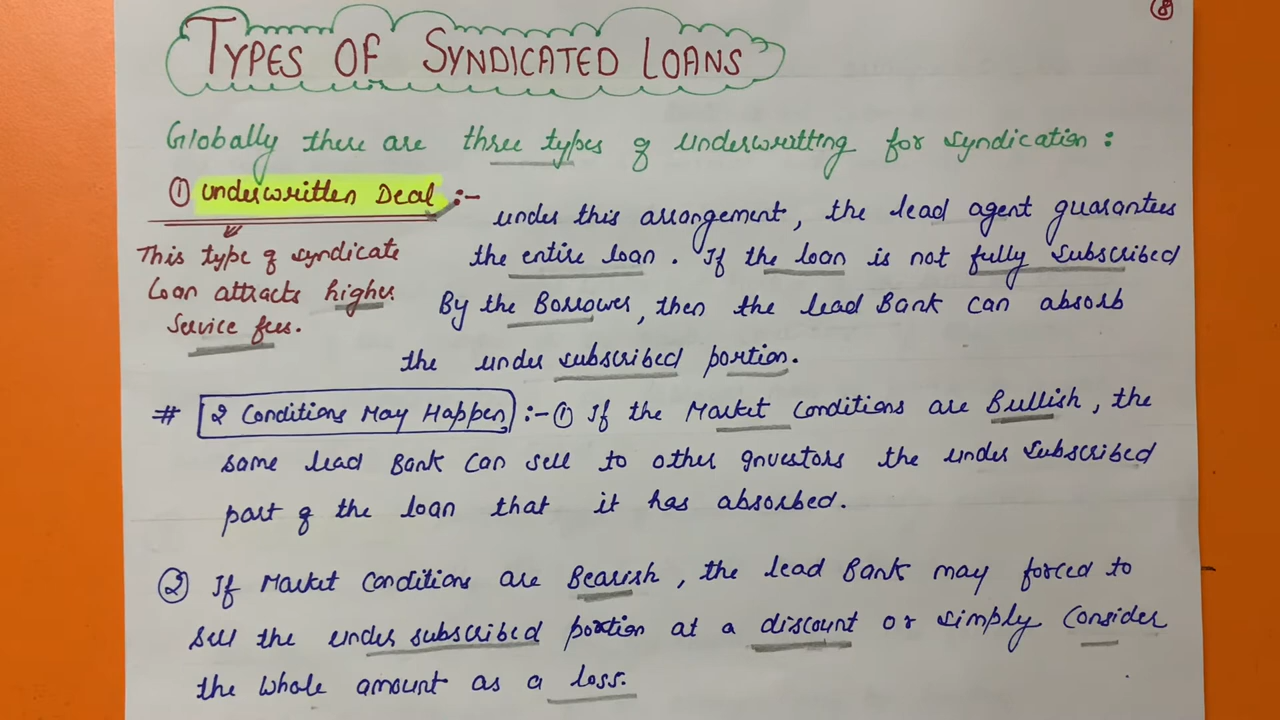 ⑧
TYPES OF SYNDICATED LOANS
Globally there are three types of underwritting for syndication :
① underwritten Deal :-
under this arrangement, the lead agent guarantees
the entire loan. If the loan is not fully subscribed
By the Borrower, then the lead Bank can absorb
the under subscribed portion.
This type of syndicate
Loan attracts higher
Service fees.
# 2 Conditions May Happen :- ① If the Market Conditions are Bullish, the
same lead Bank can sell to other investors the under subscribed
part of the loan that it has absorbed.
② If Market Conditions are Bearish, the lead Bank may forced to
sell the under subscribed portion at a discount or simply consider
the whole amount as a loss.